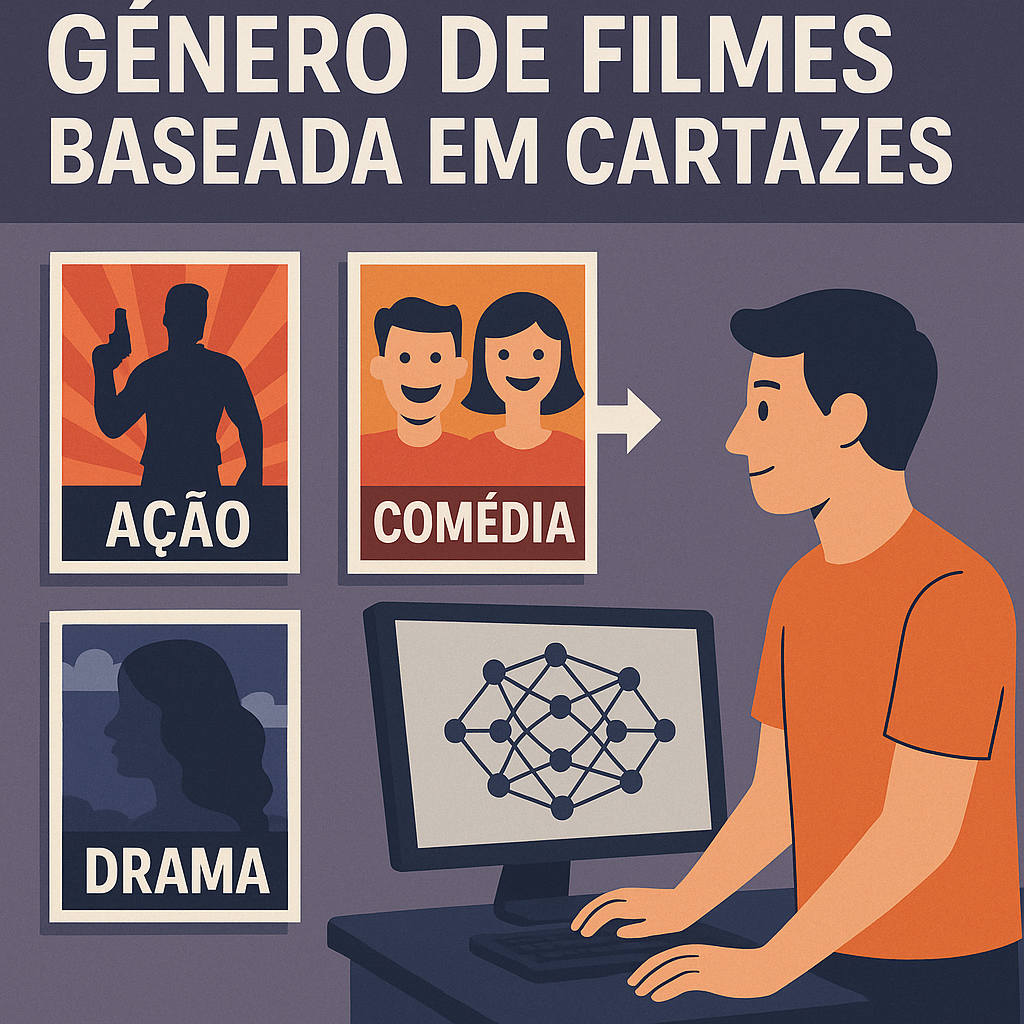 GÉNERO DE FILMES
BASEADA EM CARTAZES
AÇÃO
COMÉDIA
DRAMA